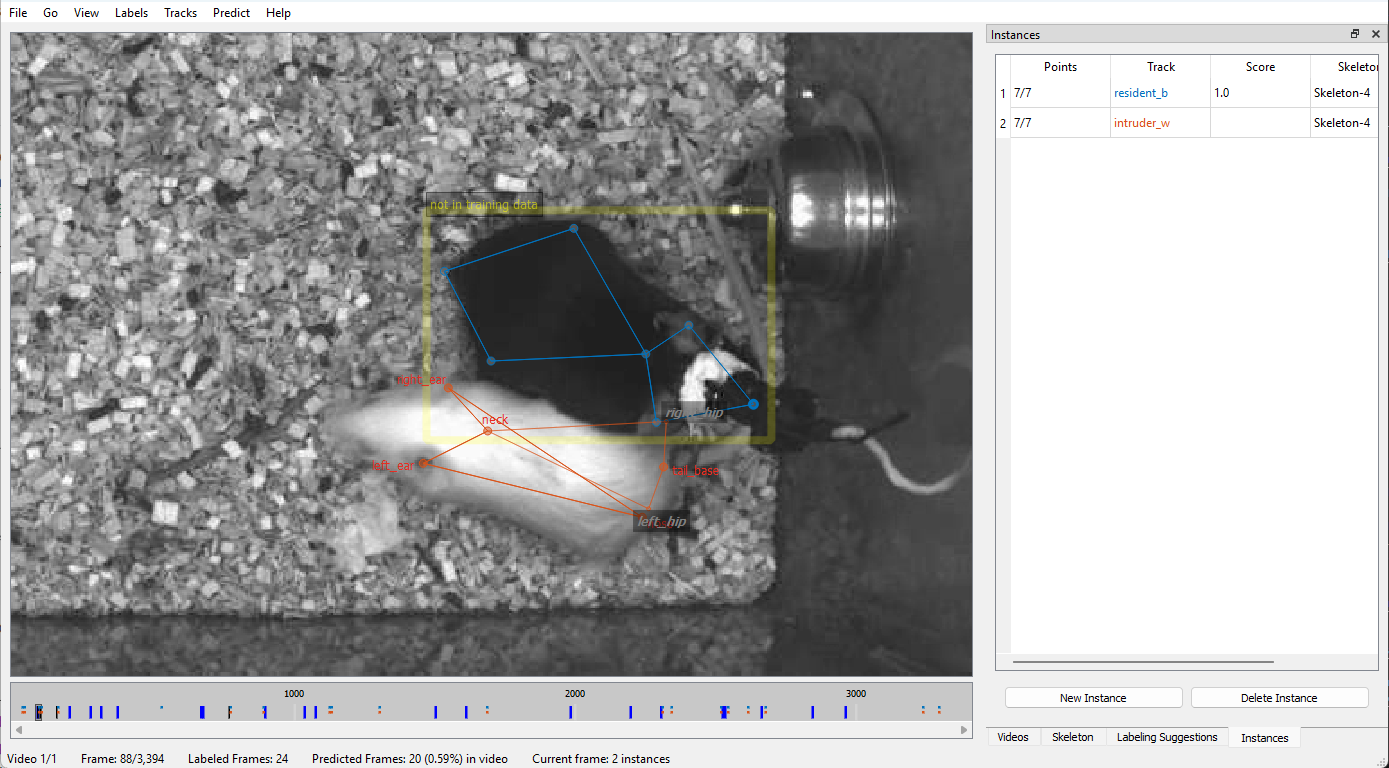 File Go View Labels Tracks Predict Help
Instances
Points Track Score Skeleto
1 7/7 resident_b 1.0 Skeleton-4
2 7/7 intruder_w Skeleton-4
not in training data
right_ear
neck
right_hip
left_ear
tail_base
left_hip
1000 2000 3000
New Instance Delete Instance
Videos Skeleton Labeling Suggestions Instances
Video 1/1 Frame: 88/3,394 Labeled Frames: 24 Predicted Frames: 20 (0.59%) in video Current frame: 2 instances